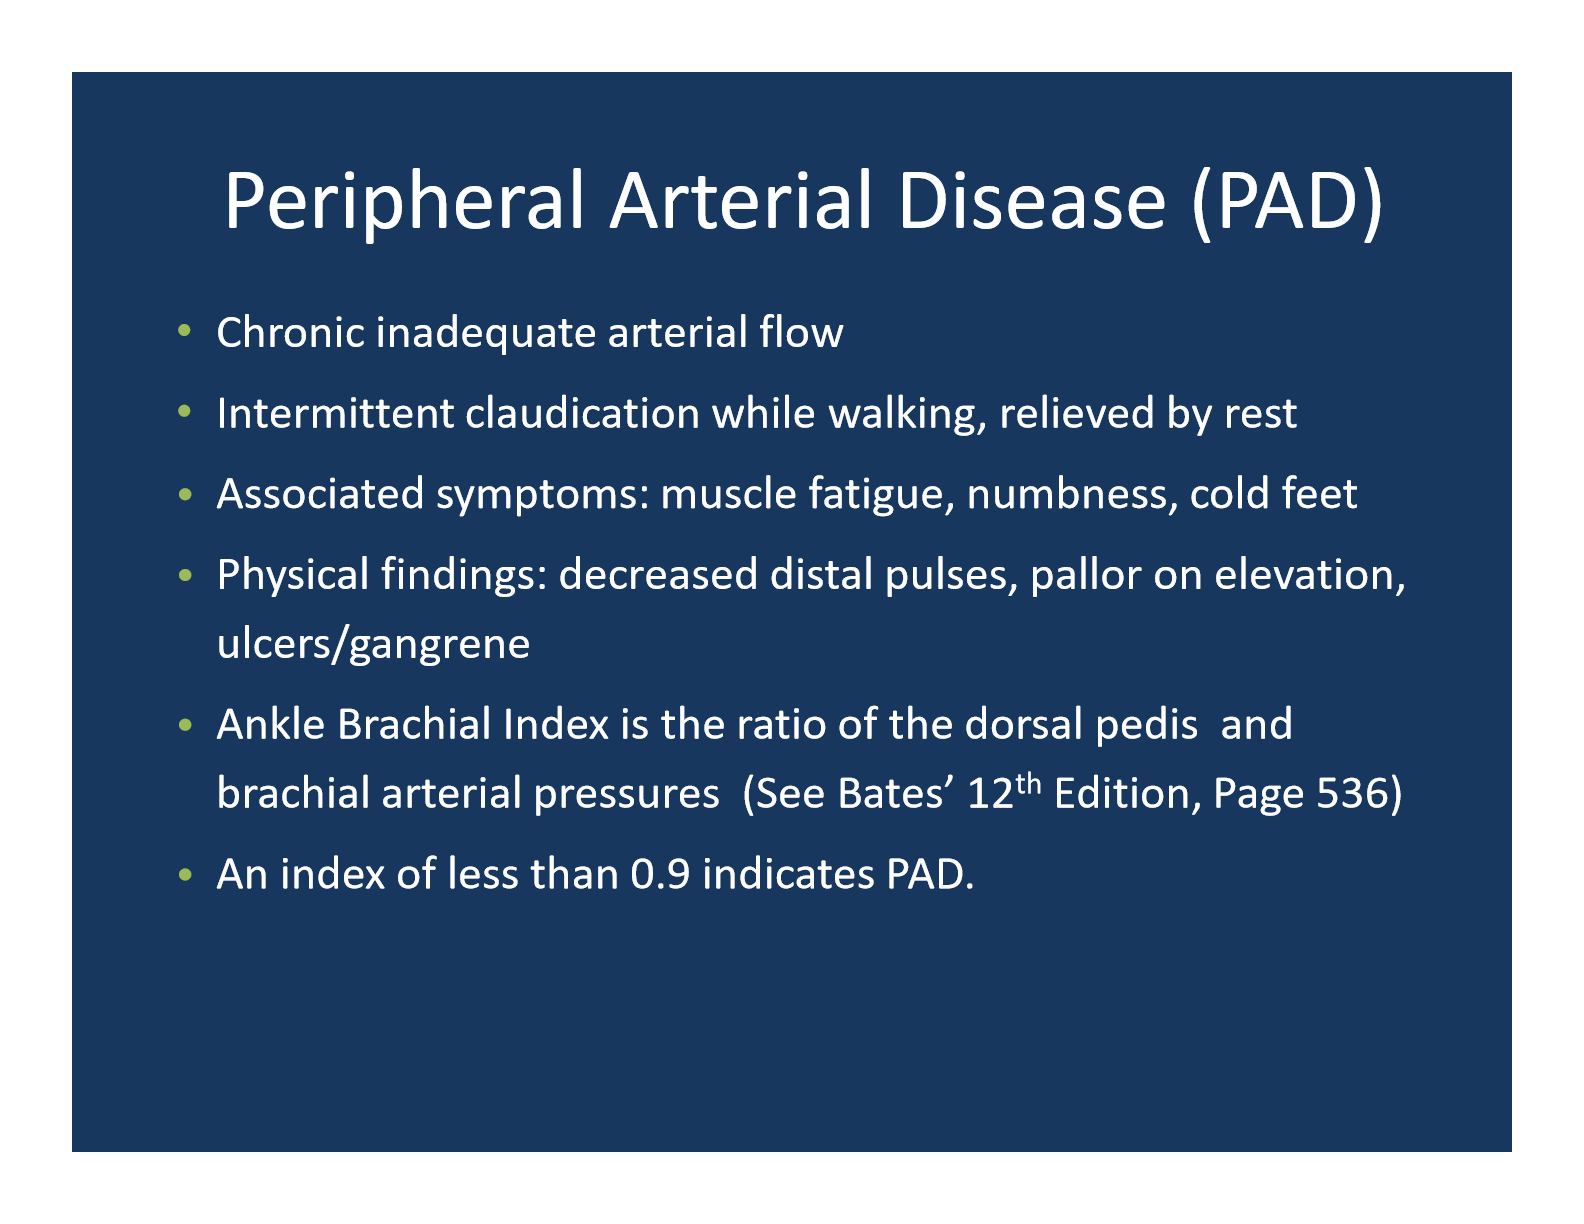 Peripheral Arterial Disease (PAD)
• Chronic inadequate arterial flow
• Intermittent claudication while walking, relieved by rest
• Associated symptoms: muscle fatigue, numbness, cold feet
• Physical findings: decreased distal pulses, pallor on elevation,
ulcers/gangrene
• Ankle Brachial Index is the ratio of the dorsal pedis  and
brachial arterial pressures  (See Bates’ 12th Edition, Page 536)
• An index of less than 0.9 indicates PAD.